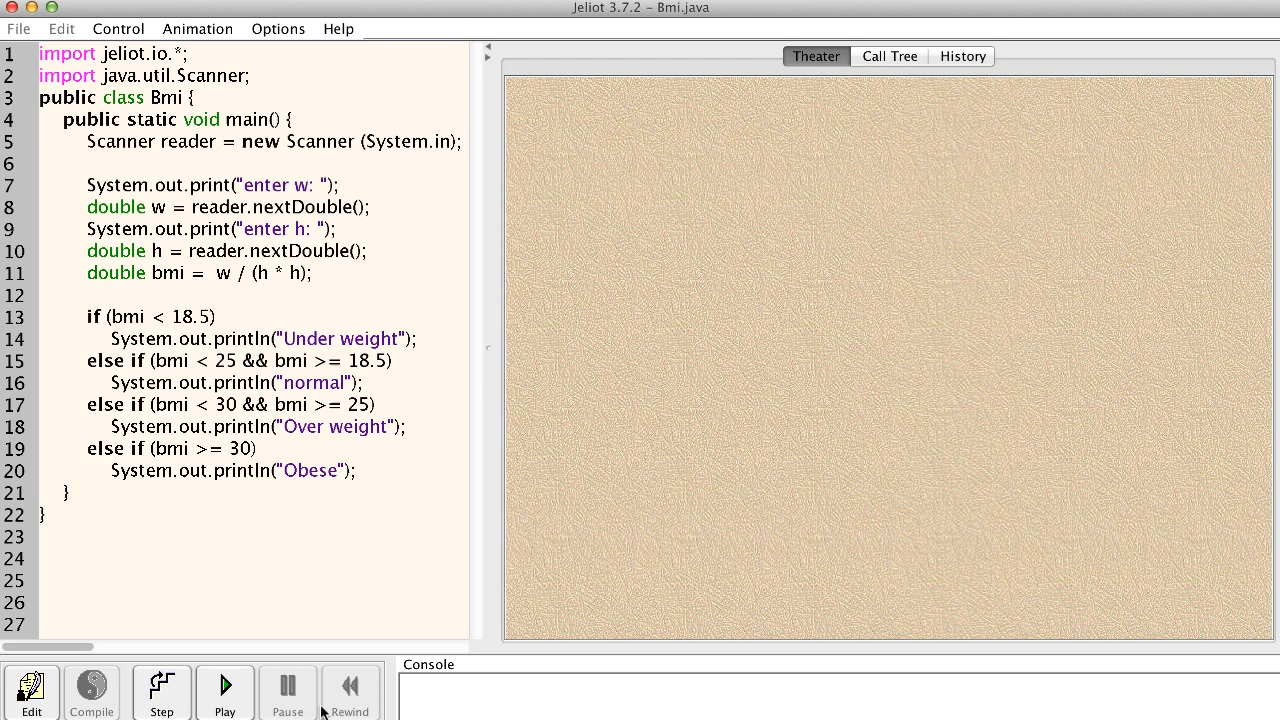 Jeliot 3.7.2 – Bmi.java
File Edit Control Animation Options Help
1 import jeliot.io.*;
2 import java.util.Scanner;
3 public class Bmi {
4 public static void main() {
5 Scanner reader = new Scanner (System.in);
6
7 System.out.print("enter w: ");
8 double w = reader.nextDouble();
9 System.out.print("enter h: ");
10 double h = reader.nextDouble();
11 double bmi = w / (h * h);
12
13 if (bmi < 18.5)
14 System.out.println("Under weight");
15 else if (bmi < 25 && bmi >= 18.5)
16 System.out.println("normal");
17 else if (bmi < 30 && bmi >= 25)
18 System.out.println("Over weight");
19 else if (bmi >= 30)
20 System.out.println("Obese");
21 }
22 }
23
24
25
26
27
Theater Call Tree History
Edit Compile Step Play Pause Rewind
Console